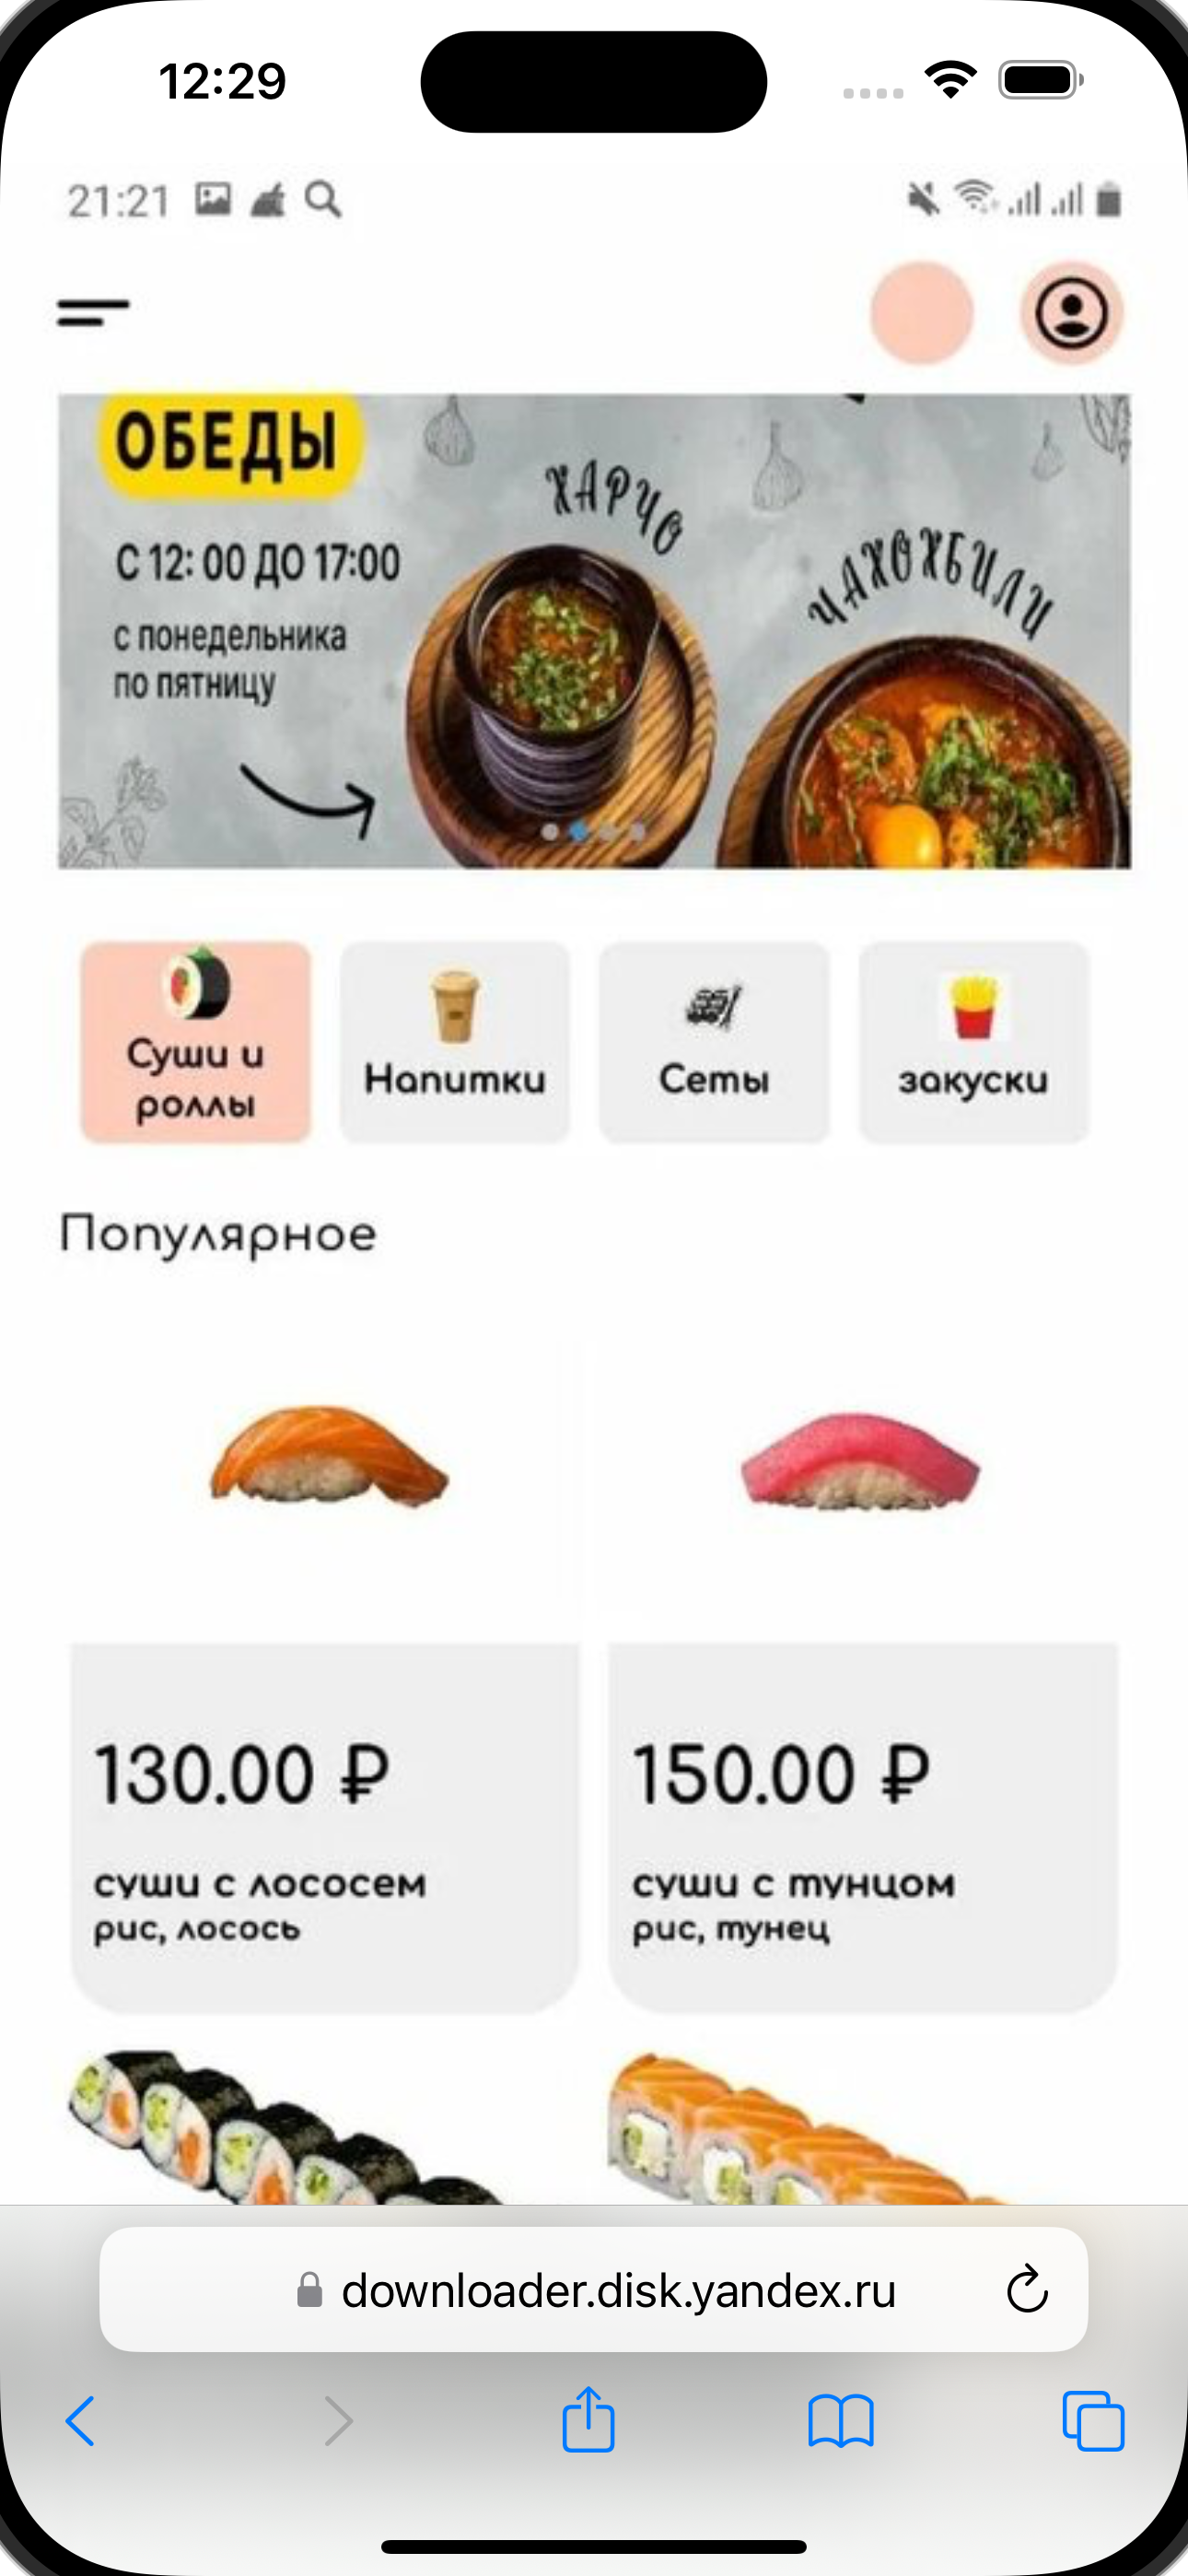 12:29
21:21
ОБЕДЫ
С 12: 00 ДО 17:00
с понедельника
по пятницу
ХАРЧО
ЧАХОХБИЛИ
Суши и
роллы
Напитки
Сеты
закуски
Популярное
130.00 ₽
суши с лососем
рис, лосось
150.00 ₽
суши с тунцом
рис, тунец
downloader.disk.yandex.ru